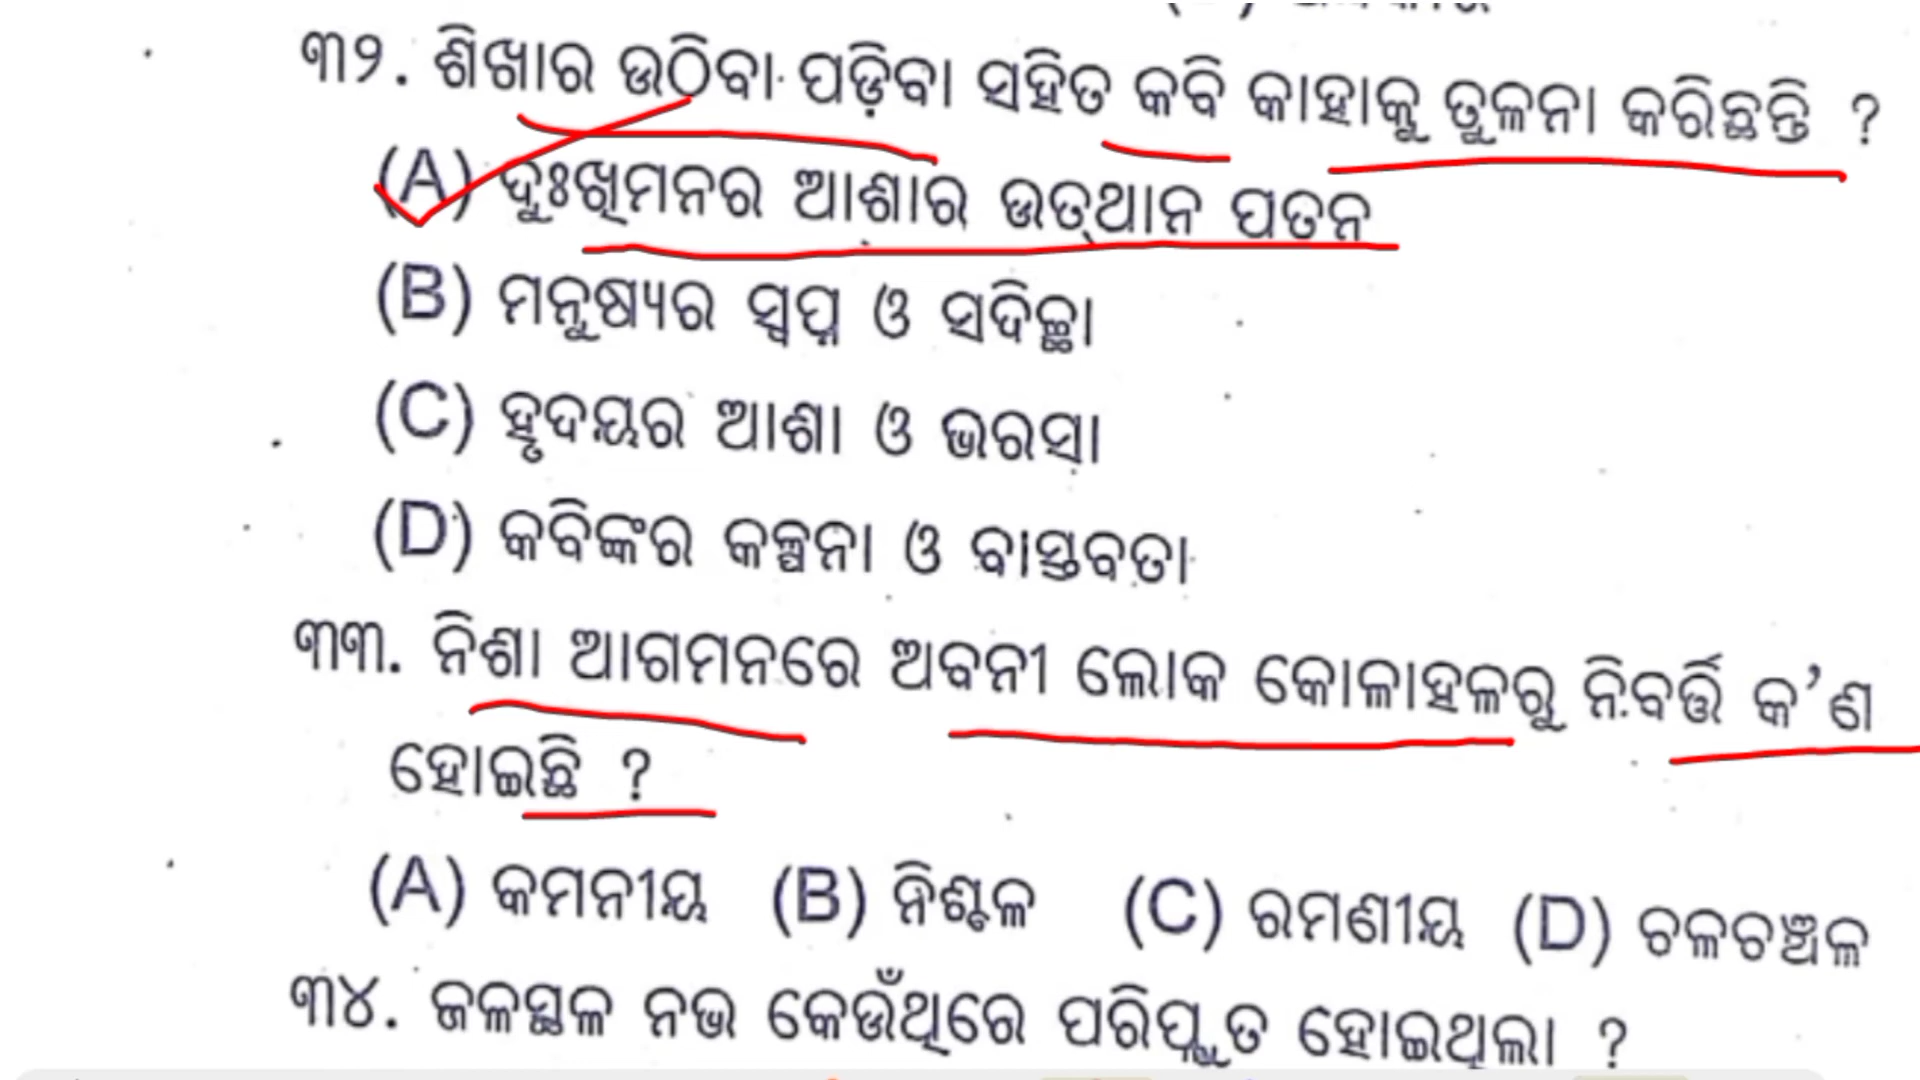 ୩୨. ଶିଖାର ଉଠିବା ପଡ଼ିବା ସହିତ କବି କାହାକୁ ତୁଳନା କରିଛନ୍ତି ?
(A) ଦୁଃଖିମନର ଆଶାର ଉତ୍‌ଥାନ ପତନ
(B) ମନୁଷ୍ୟର ସ୍ୱପ୍ନ ଓ ସଦିଚ୍ଛା
(C) ହୃଦୟର ଆଶା ଓ ଭରସା
(D) କବିଙ୍କର କଳ୍ପନା ଓ ବାସ୍ତବତା
୩୩. ନିଶା ଆଗମନରେ ଅବନୀ ଲୋକ କୋଳାହଳରୁ ନିବର୍ତ୍ତି କ'ଣ
ହୋଇଛି ?
(A) କମନୀୟ (B) ନିଶ୍ଚଳ (C) ରମଣୀୟ (D) ଚଳଚଞ୍ଚଳ
୩୪. ଜଳସ୍ଥଳ ନଭ କେଉଁଥିରେ ପରିପ୍ଲୁତ ହୋଇଥିଲା ?